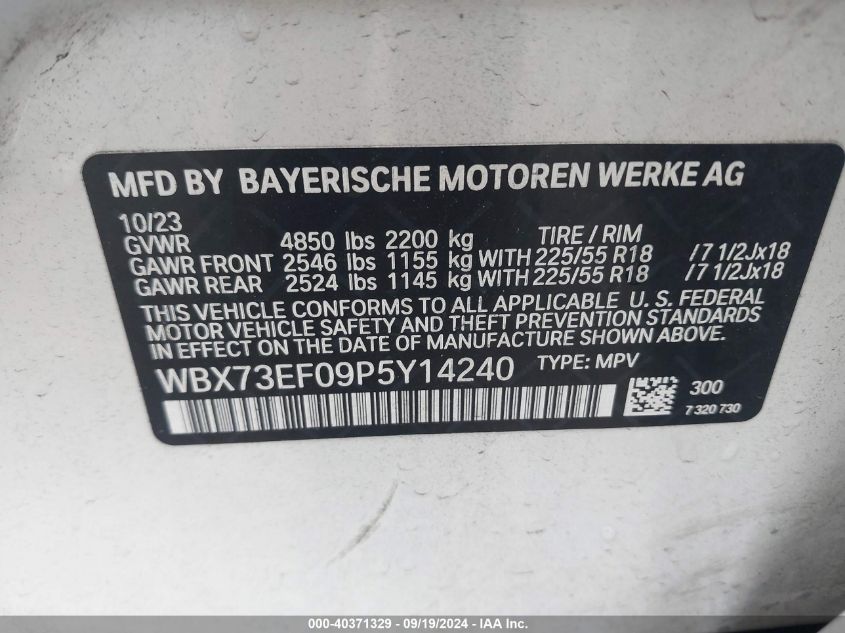 MFD BY BAYERISCHE MOTOREN WERKE AG
10/23
GVWR 4850 lbs 2200 kg TIRE / RIM
GAWR FRONT 2546 lbs 1155 kg WITH 225/55 R18 /7 1/2Jx18
GAWR REAR 2524 lbs 1145 kg WITH 225/55 R18 /7 1/2Jx18
THIS VEHICLE CONFORMS TO ALL APPLICABLE U. S. FEDERAL
MOTOR VEHICLE SAFETY AND THEFT PREVENTION STANDARDS
IN EFFECT ON THE DATE OF MANUFACTURE SHOWN ABOVE.
WBX73EF09P5Y14240 TYPE: MPV
300
7 320 730
000-40371329 - 09/19/2024 - IAA Inc.